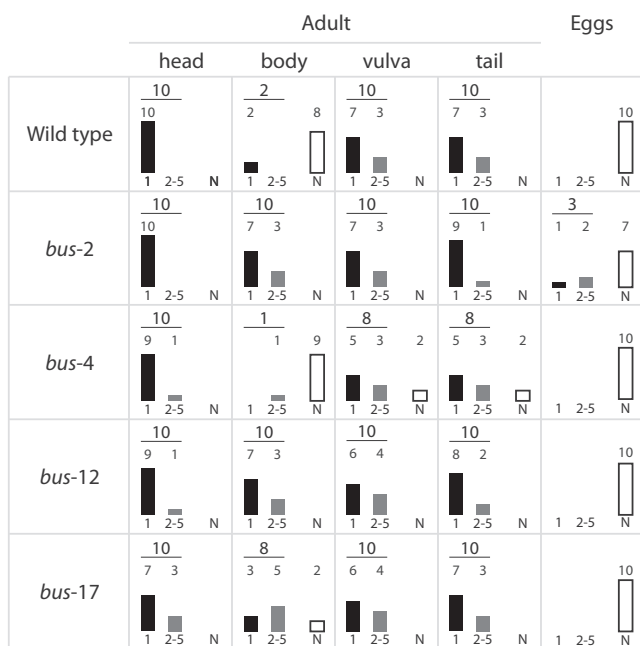 Adult Eggs
head body vulva tail
10 2 10 10
10 2 8 7 3 7 3 10
Wild type
1 2-5 N 1 2-5 N 1 2-5 N 1 2-5 N 1 2-5 N
10 10 10 10 3
10 7 3 7 3 9 1 1 2 7
bus-2
1 2-5 N 1 2-5 N 1 2-5 N 1 2-5 N 1 2-5 N
10 1 8 8
9 1 1 9 5 3 2 5 3 2 10
bus-4
1 2-5 N 1 2-5 N 1 2-5 N 1 2-5 N 1 2-5 N
10 10 10 10
9 1 7 3 6 4 8 2 10
bus-12
1 2-5 N 1 2-5 N 1 2-5 N 1 2-5 N 1 2-5 N
10 8 10 10
7 3 3 5 2 6 4 7 3 10
bus-17
1 2-5 N 1 2-5 N 1 2-5 N 1 2-5 N 1 2-5 N